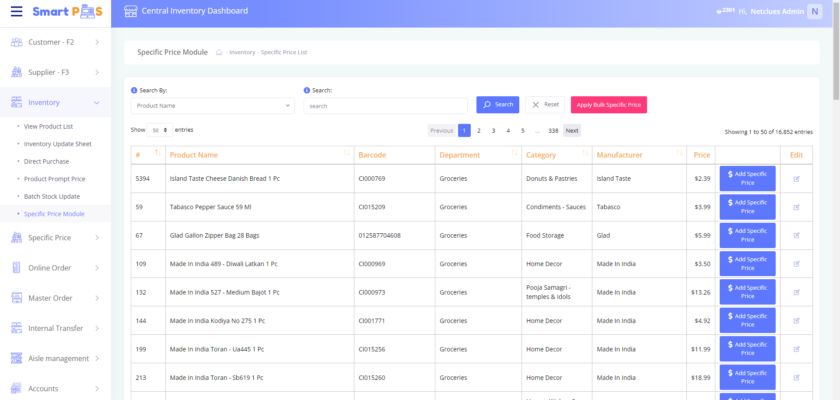 Smart POS
Central Inventory Dashboard
2391 Hi, Netclues Admin N
Customer - F2
Supplier - F3
Inventory
View Product List
Inventory Update Sheet
Direct Purchase
Product Prompt Price
Batch Stock Update
Specific Price Module
Specific Price
Online Order
Master Order
Internal Transfer
Aisle management
Accounts
Specific Price Module - Inventory - Specific Price List
Search By: Search:
Product Name search Search Reset Apply Bulk Specific Price
Show 50 entries Previous 1 2 3 4 5 ... 338 Next Showing 1 to 50 of 16,852 entries
# Product Name Barcode Department Category Manufacturer Price Edit
5394 Island Taste Cheese Danish Bread 1 Pc CI000769 Groceries Donuts & Pastries Island Taste $2.39 $ Add Specific Price
59 Tabasco Pepper Sauce 59 Ml CI015209 Groceries Condiments - Sauces Tabasco $3.99 $ Add Specific Price
67 Glad Gallon Zipper Bag 28 Bags 012587704608 Groceries Food Storage Glad $5.99 $ Add Specific Price
109 Made In India 489 - Diwali Latkan 1 Pc CI000969 Groceries Home Decor Made In India $3.50 $ Add Specific Price
132 Made In India 527 - Medium Bajot 1 Pc CI000973 Groceries Pooja Samagri - temples & Idols Made In India $13.26 $ Add Specific Price
144 Made In India Kodiya No 275 1 Pc CI001771 Groceries Home Decor Made In India $4.92 $ Add Specific Price
199 Made In India Toran - Ua445 1 Pc CI015256 Groceries Home Decor Made In India $11.99 $ Add Specific Price
213 Made In India Toran - Sb619 1 Pc CI015260 Groceries Home Decor Made In India $18.99 $ Add Specific Price